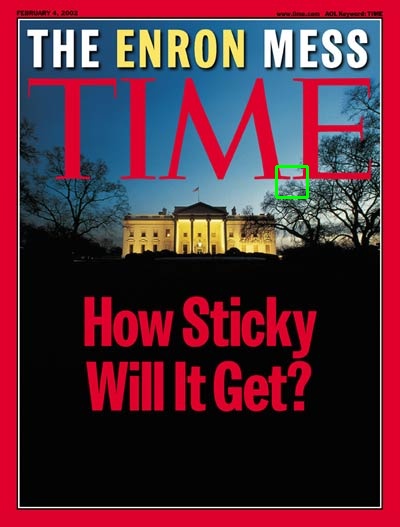 FEBRUARY 4, 2002
www.time.com AOL Keyword: TIME
THE ENRON MESS
TIME
How Sticky
Will It Get?